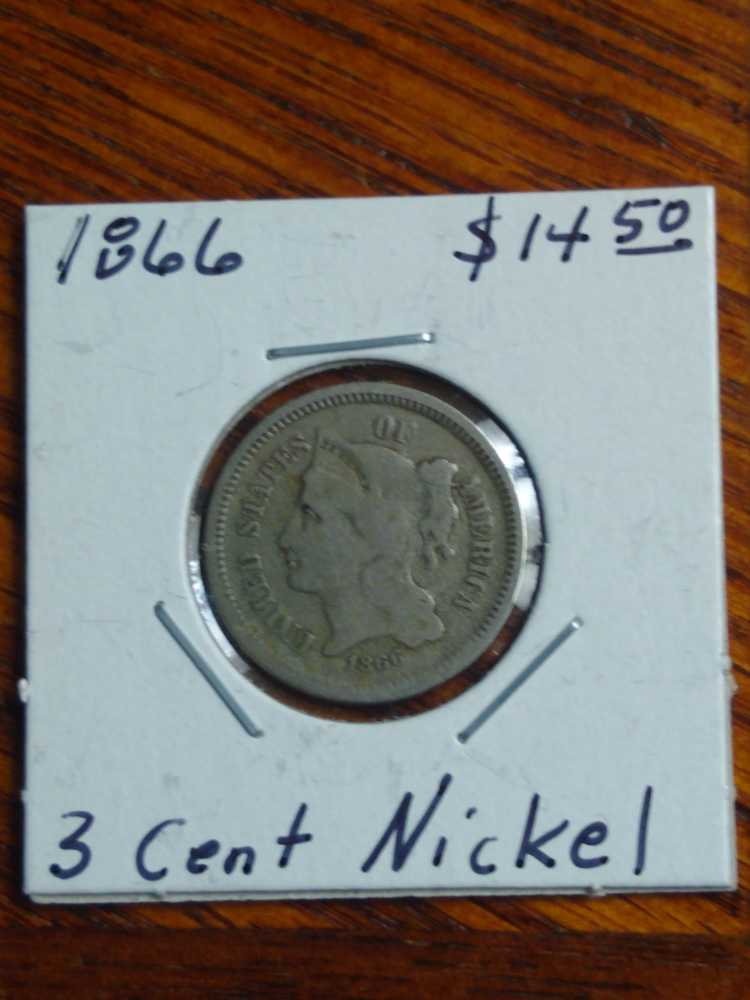 1866 $14 50
UNITED STATES OF AMERICA
1866
3 Cent Nickel